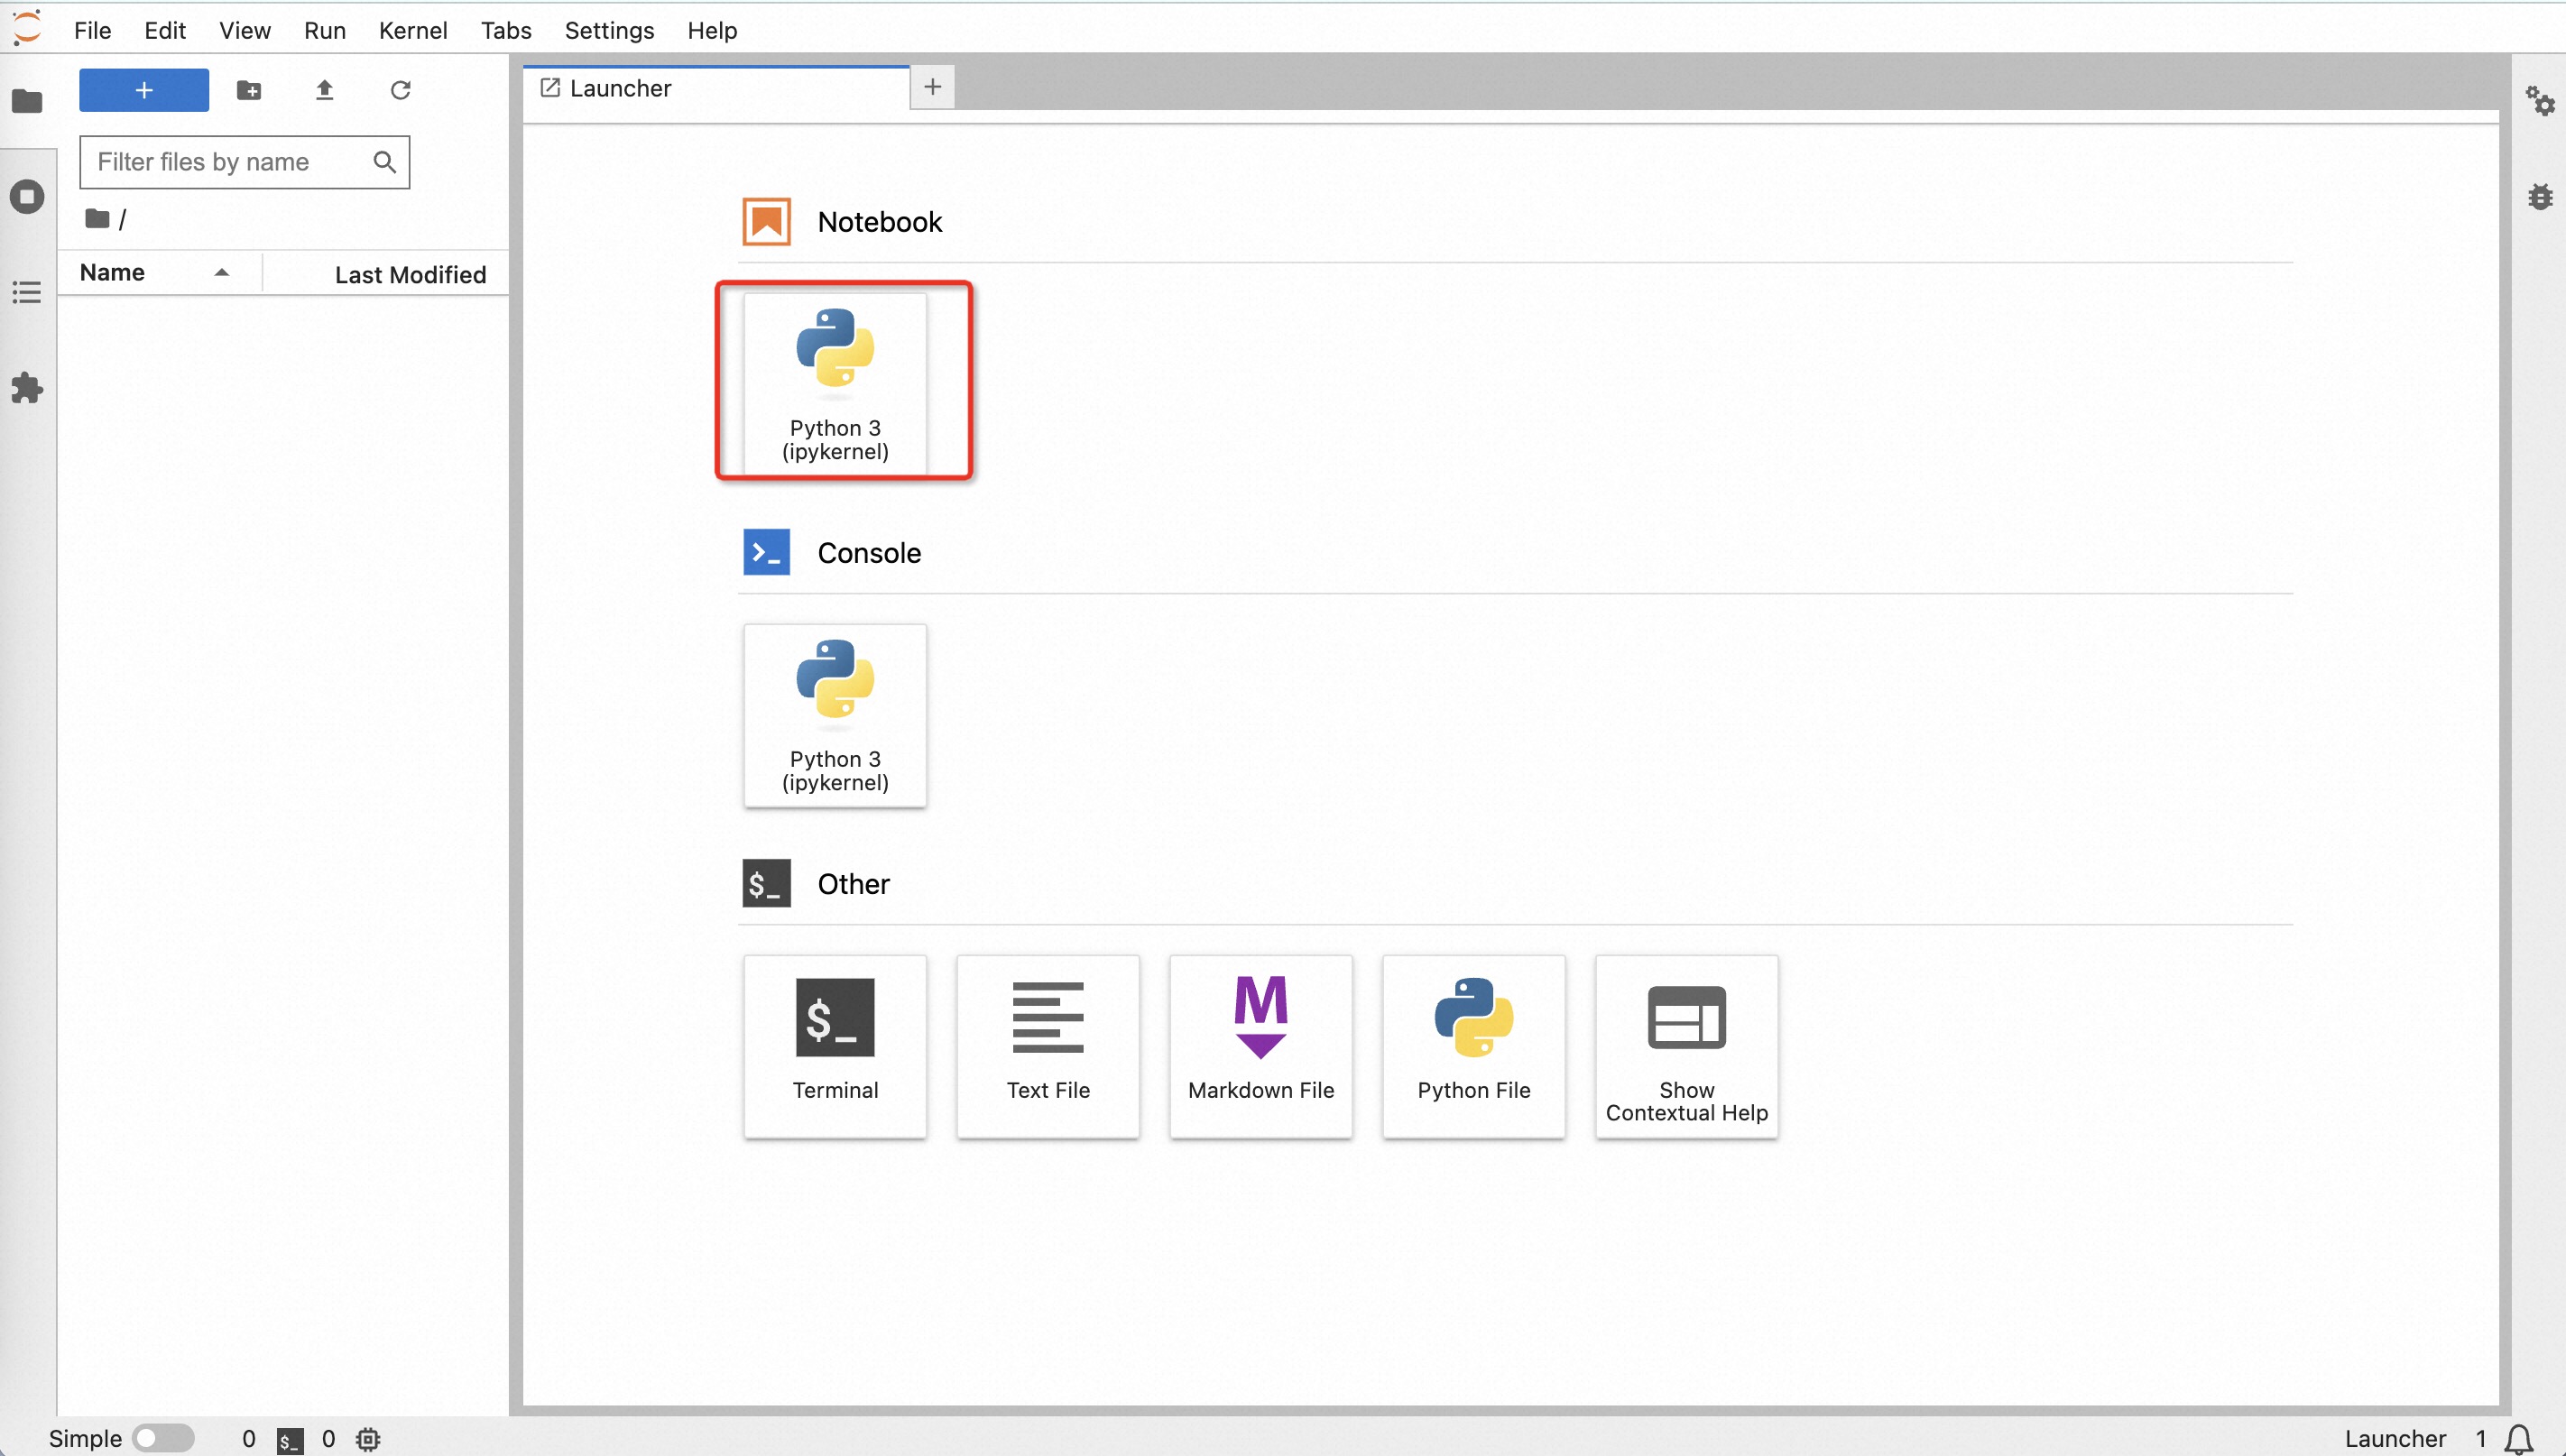 File Edit View Run Kernel Tabs Settings Help
+
Filter files by name
/
Name Last Modified
Launcher +
Notebook
Python 3
(ipykernel)
Console
Python 3
(ipykernel)
$_ Other
$_
Terminal
Text File
M
Markdown File
Python File
Show
Contextual Help
Simple 0 $_ 0
Launcher 1